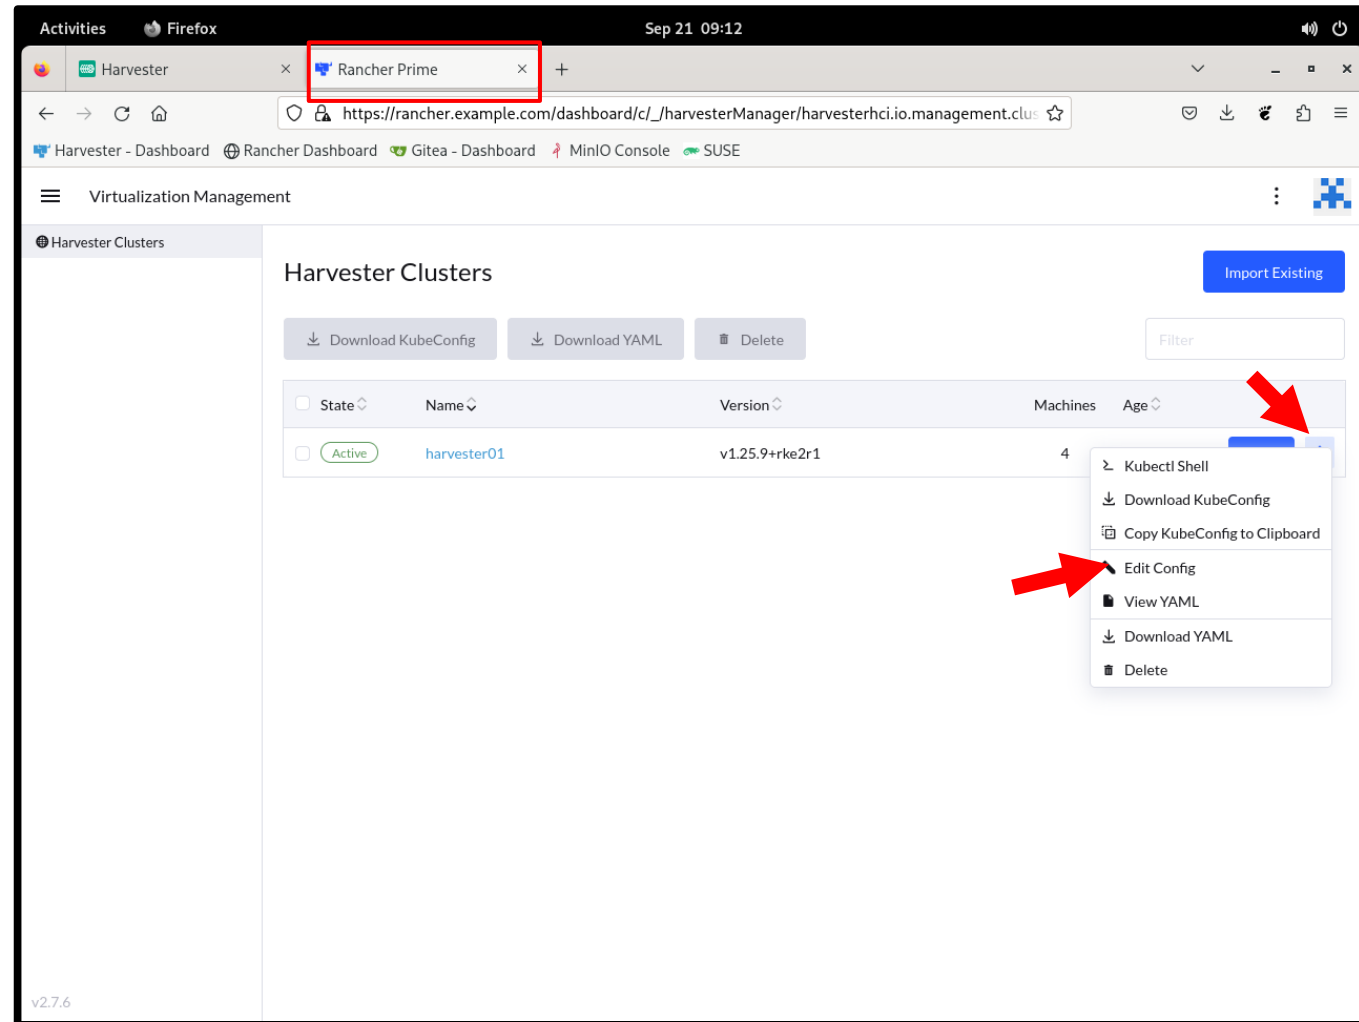 Activities Firefox Sep 21 09:12
Harvester Rancher Prime
https://rancher.example.com/dashboard/c/_/harvesterManager/harvesterhci.io.management.clus
Harvester - Dashboard Rancher Dashboard Gitea - Dashboard MinIO Console SUSE
Virtualization Management
Harvester Clusters
Harvester Clusters
Import Existing
Download KubeConfig Download YAML Delete
Filter
State Name Version Machines Age
Active harvester01 v1.25.9+rke2r1 4
Kubectl Shell
Download KubeConfig
Copy KubeConfig to Clipboard
Edit Config
View YAML
Download YAML
Delete
v2.7.6